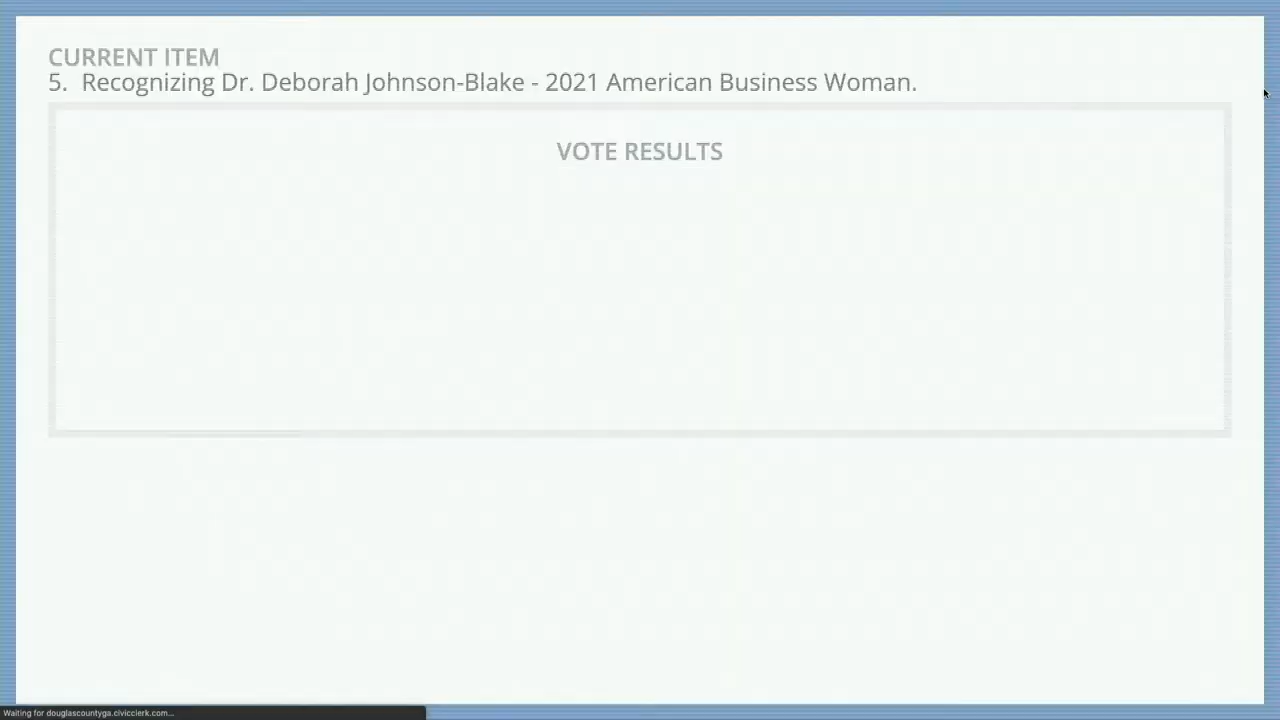 CURRENT ITEM
5. Recognizing Dr. Deborah Johnson-Blake - 2021 American Business Woman.
VOTE RESULTS
Waiting for douglascountyga.civicclerk.com...